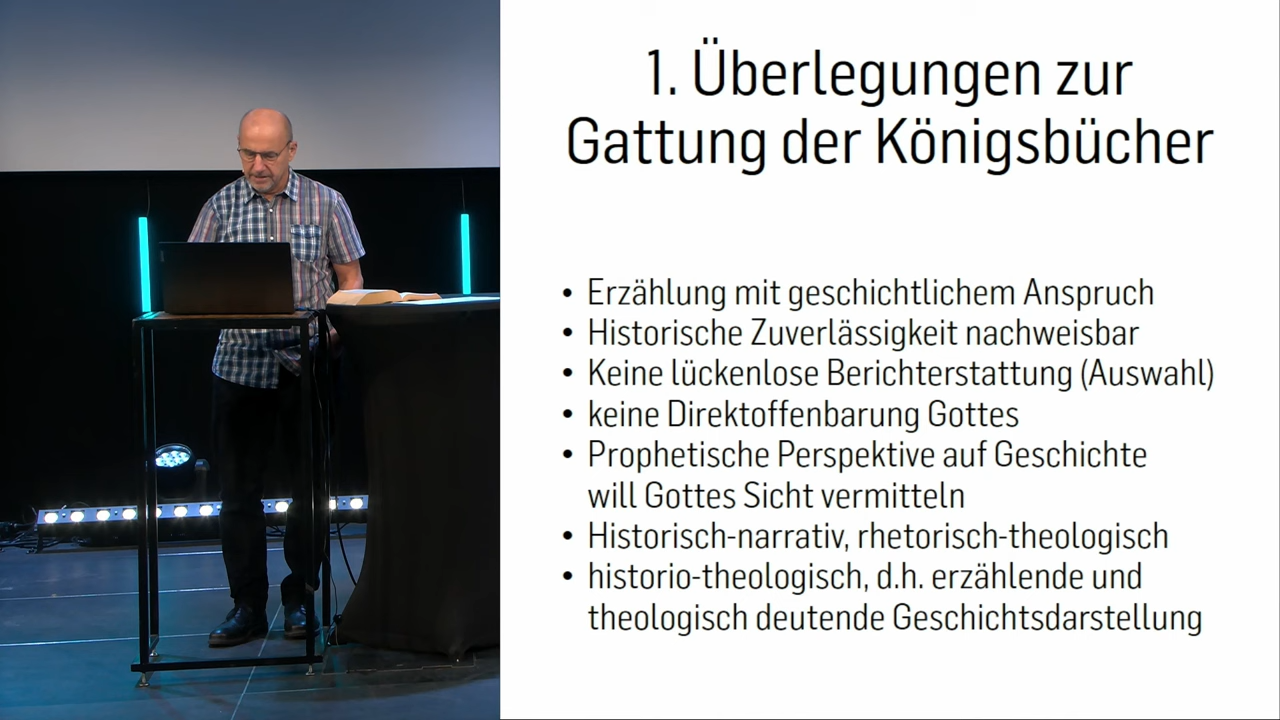 1. Überlegungen zur
Gattung der Königsbücher
• Erzählung mit geschichtlichem Anspruch
• Historische Zuverlässigkeit nachweisbar
• Keine lückenlose Berichterstattung (Auswahl)
• keine Direktoffenbarung Gottes
• Prophetische Perspektive auf Geschichte
will Gottes Sicht vermitteln
• Historisch-narrativ, rhetorisch-theologisch
• historio-theologisch, d.h. erzählende und
theologisch deutende Geschichtsdarstellung